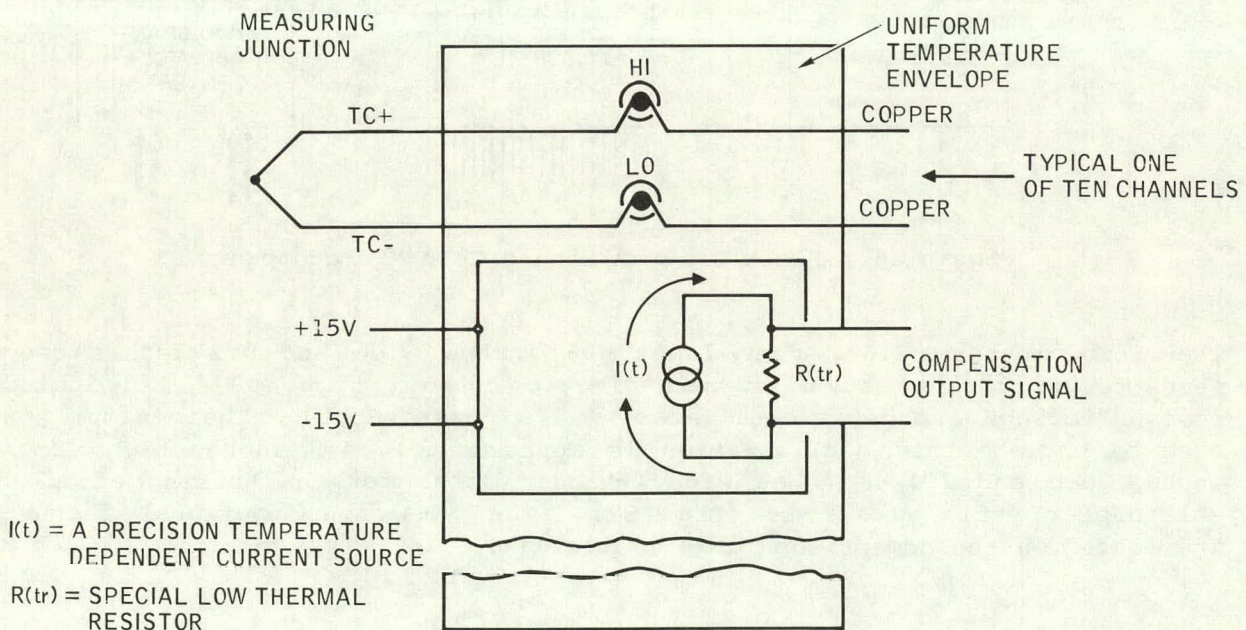 MEASURING
JUNCTION
UNIFORM
TEMPERATURE
ENVELOPE
HI
TC+
COPPER
LO
TYPICAL ONE
OF TEN CHANNELS
TC-
COPPER
+15V
I(t)
R(tr)
COMPENSATION
OUTPUT SIGNAL
-15V
I(t) = A PRECISION TEMPERATURE
DEPENDENT CURRENT SOURCE
R(tr) = SPECIAL LOW THERMAL
RESISTOR